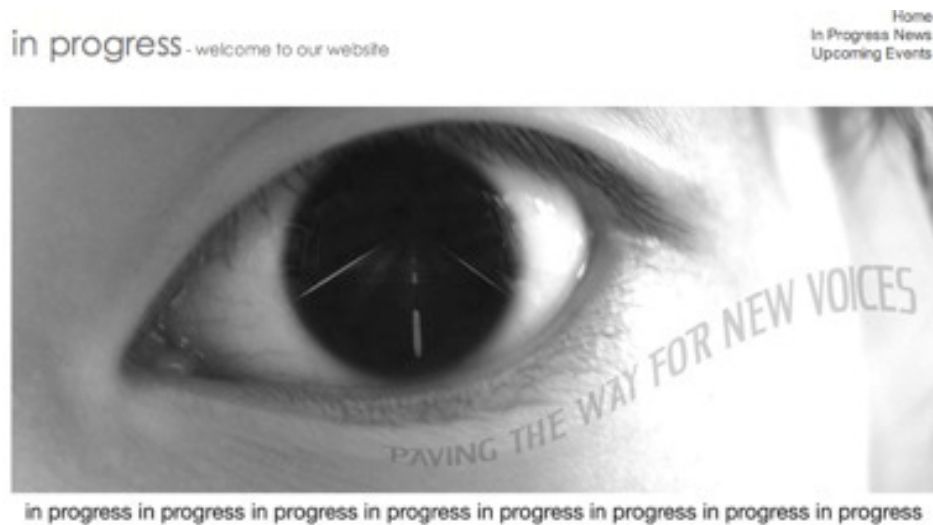 in progress - welcome to our website
Home
In Progress News
Upcoming Events
PAVING THE WAY FOR NEW VOICES
in progress in progress in progress in progress in progress in progress in progress in progress